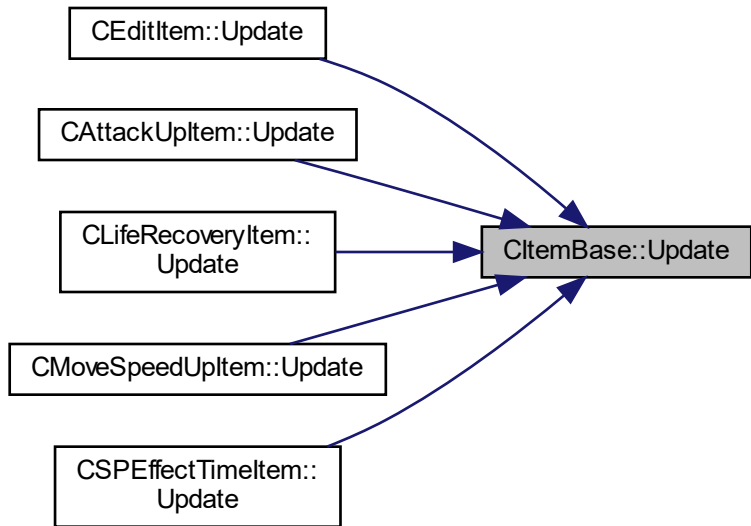 CEditItem::Update
CAttackUpItem::Update
CLifeRecoveryItem::
Update
CItemBase::Update
CMoveSpeedUpItem::Update
CSPEffectTimeItem::
Update